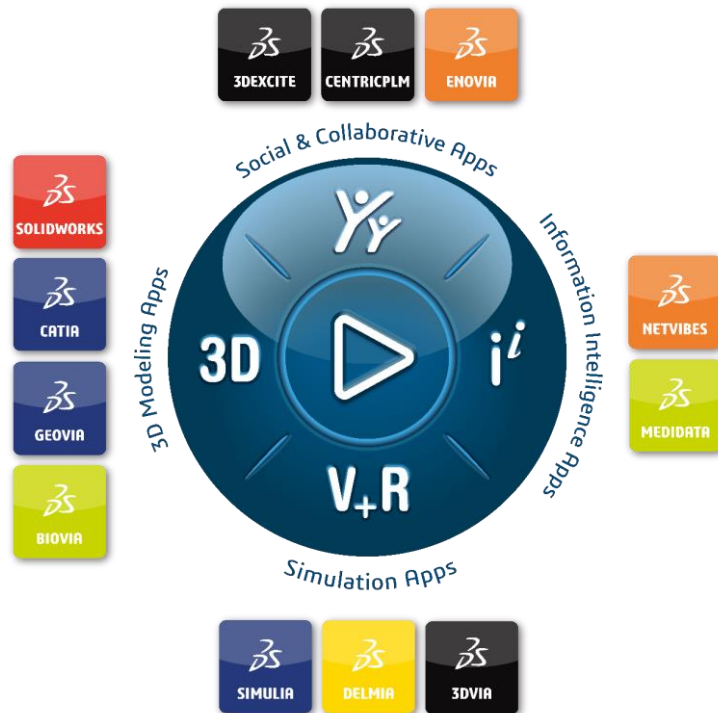 3DEXCITE
CENTRICPLM
ENOVIA
Social & Collaborative Apps
SOLIDWORKS
CATIA
GEOVIA
BIOVIA
3D Modeling Apps
3D
i i
V+R
Information Intelligence Apps
NETVIBES
MEDIDATA
Simulation Apps
SIMULIA
DELMIA
3DVIA